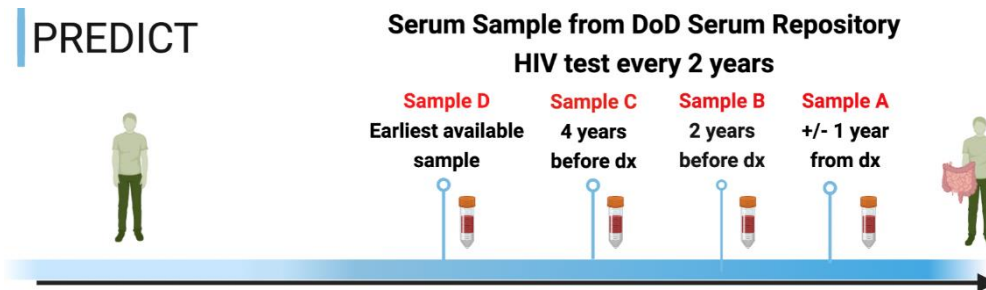 PREDICT
Serum Sample from DoD Serum Repository
HIV test every 2 years
Sample D
Earliest available
sample
Sample C
4 years
before dx
Sample B
2 years
before dx
Sample A
+/- 1 year
from dx